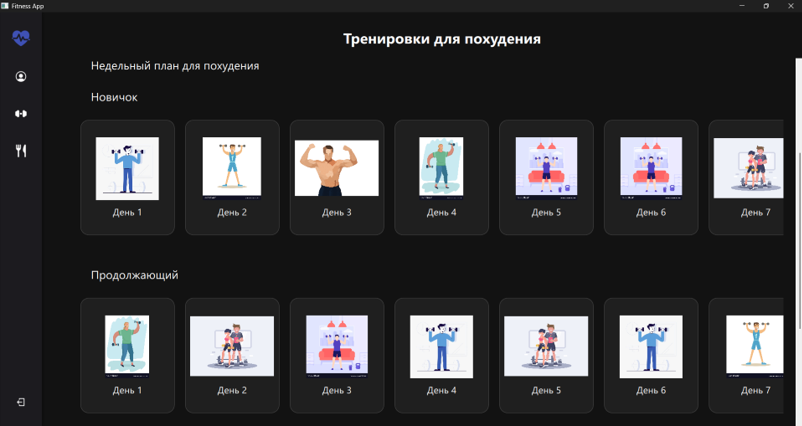 Fitness App
Тренировки для похудения
Недельный план для похудения
Новичок
День 1
День 2
День 3
День 4
День 5
День 6
День 7
Продолжающий
День 1
День 2
День 3
День 4
День 5
День 6
День 7